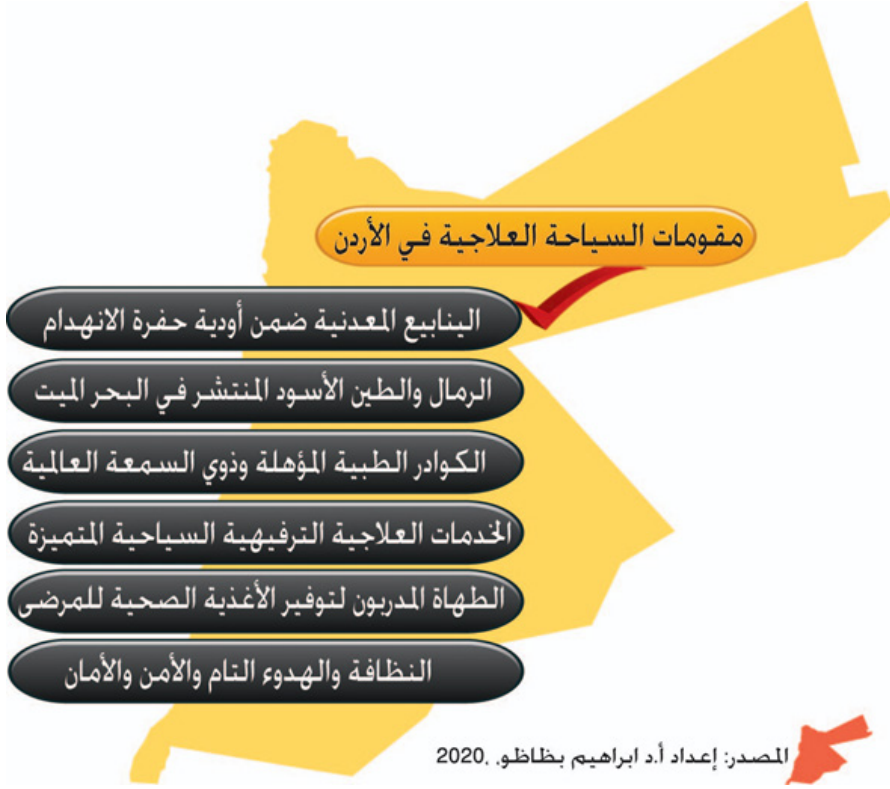 مقومات السياحة العلاجية في الأردن
الينابيع المعدنية ضمن أودية حفرة الانهدام
الرمال والطين الأسود المنتشر في البحر الميت
الكوادر الطبية المؤهلة وذوي السمعة العالية
الخدمات العلاجية الترفيهية السياحية المتميزة
الطهاة المدربون لتوفير الأغذية الصحية للمرضى
النظافة والهدوء التام والأمن والأمان
المصدر: إعداد أ.د ابراهيم بظاظو. .2020